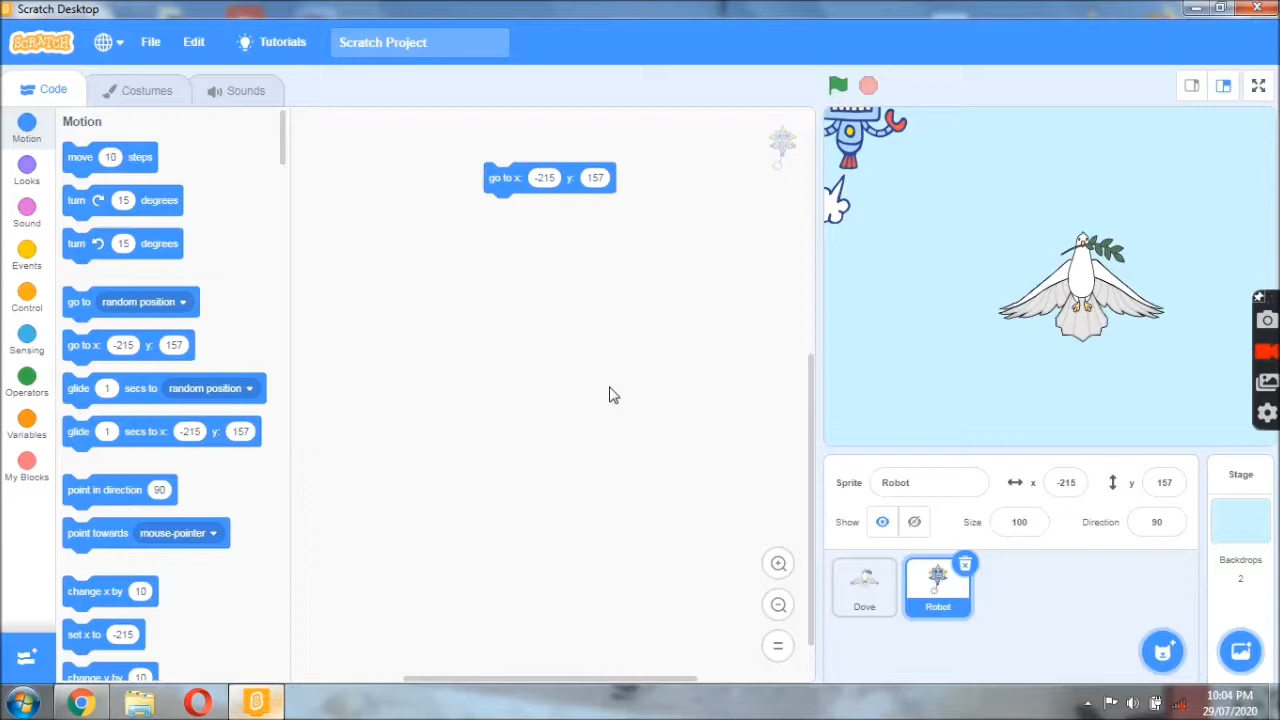 Scratch Desktop
SCRATCH File Edit Tutorials Scratch Project
Code Costumes Sounds
Motion
Looks
Sound
Events
Control
Sensing
Operators
Variables
My Blocks
Motion
move 10 steps
turn 15 degrees
turn 15 degrees
go to random position
go to x: -215 y: 157
glide 1 secs to random position
glide 1 secs to x: -215 y: 157
point in direction 90
point towards mouse-pointer
change x by 10
set x to -215
change y by 10
go to x: -215 y: 157
Sprite Robot x -215 y 157
Show Size 100 Direction 90
Dove
Robot
Stage
Backdrops
2
10:04 PM
29/07/2020